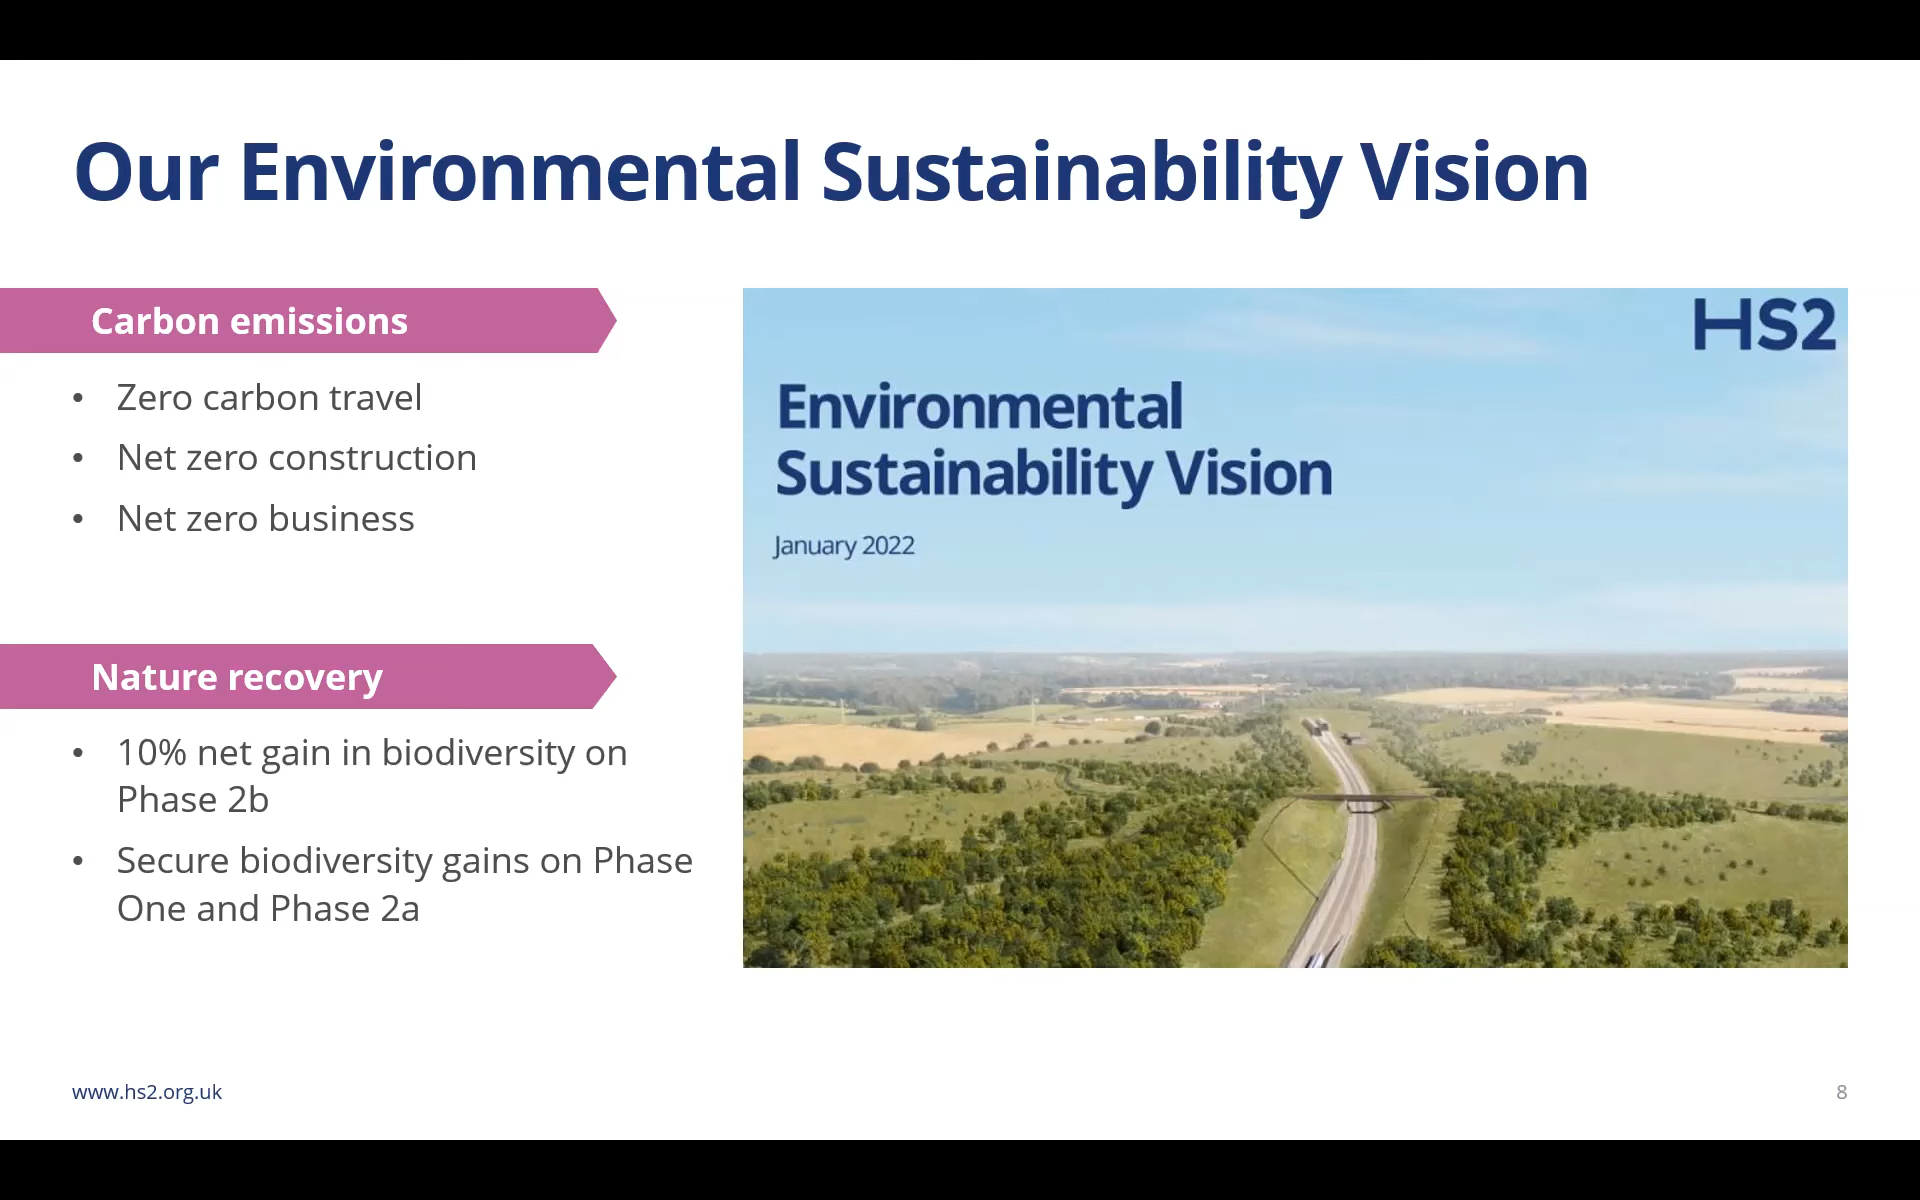 Our Environmental Sustainability Vision
Carbon emissions
• Zero carbon travel
• Net zero construction
• Net zero business
Nature recovery
• 10% net gain in biodiversity on
Phase 2b
• Secure biodiversity gains on Phase
One and Phase 2a
HS2
Environmental
Sustainability Vision
January 2022
www.hs2.org.uk
8